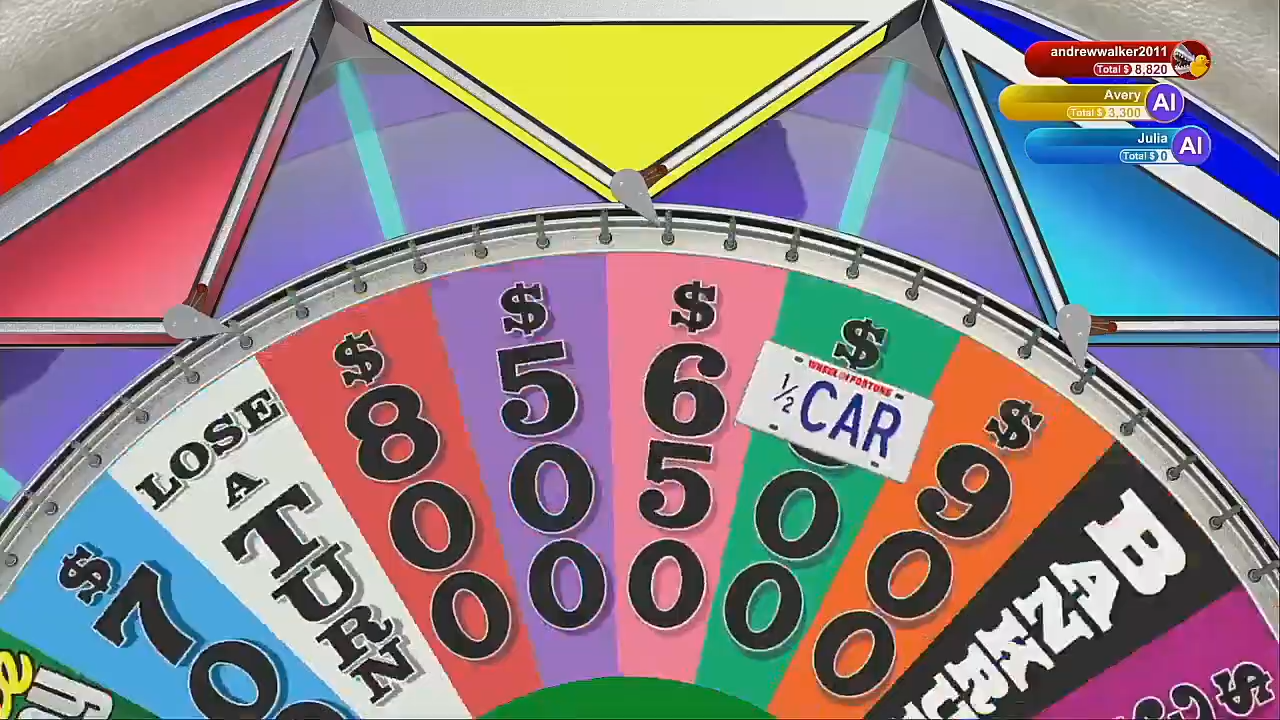 andrewwalker2011
Total $ 8,820
Avery
AI
Total $ 3,300
Julia
AI
Total $ 0
$700
LOSE
A
TURN
$800
$500
$650
$
WHEEL OF FORTUNE
1/2 CAR
00
$900